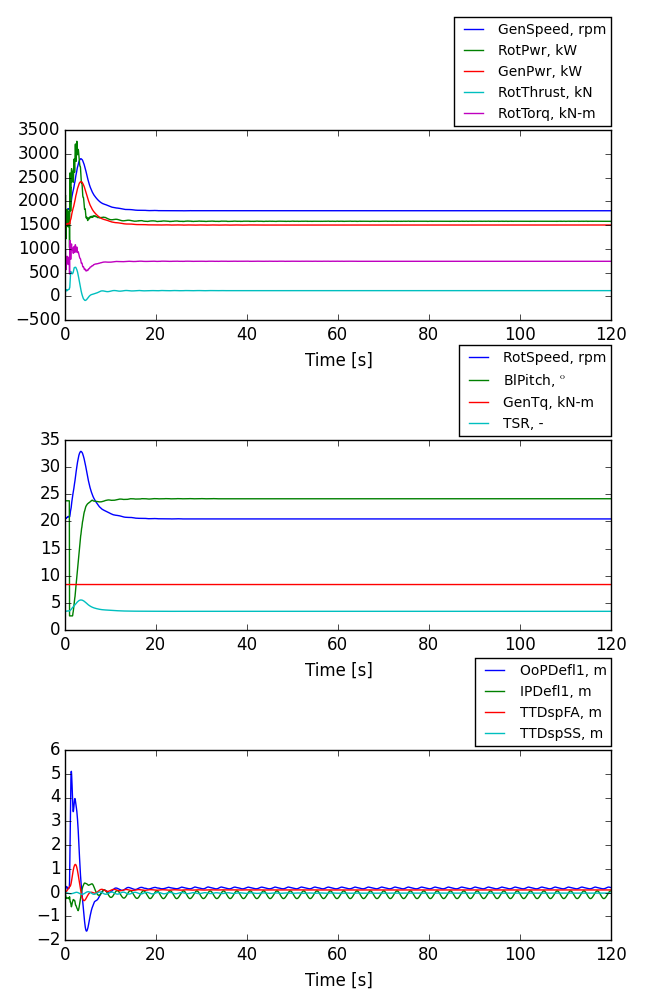 GenSpeed, rpm
RotPwr, kW
GenPwr, kW
RotThrust, kN
RotTorq, kN-m
3500
3000
2500
2000
1500
1000
500
0
−500
0 20 40 60 80 100 120
Time [s]
RotSpeed, rpm
BlPitch, °
GenTq, kN-m
TSR, -
35
30
25
20
15
10
5
0
0 20 40 60 80 100 120
Time [s]
OoPDefl1, m
IPDefl1, m
TTDspFA, m
TTDspSS, m
6
5
4
3
2
1
0
−1
−2
0 20 40 60 80 100 120
Time [s]